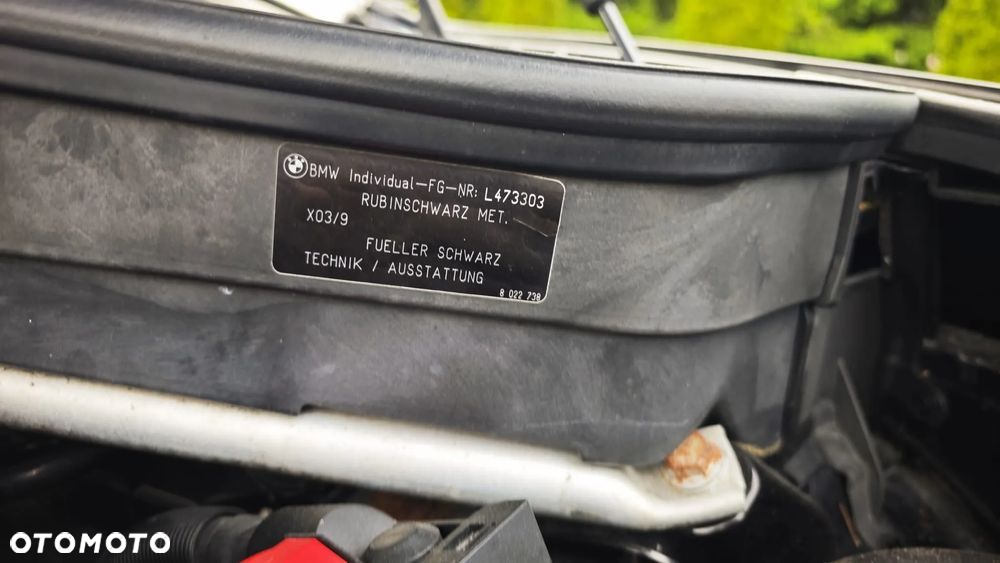 BMW Individual-FG-NR: L473303
RUBINSCHWARZ MET.
X03/9
FUELLER SCHWARZ
TECHNIK / AUSSTATTUNG
8 022 738
OTOMOTO